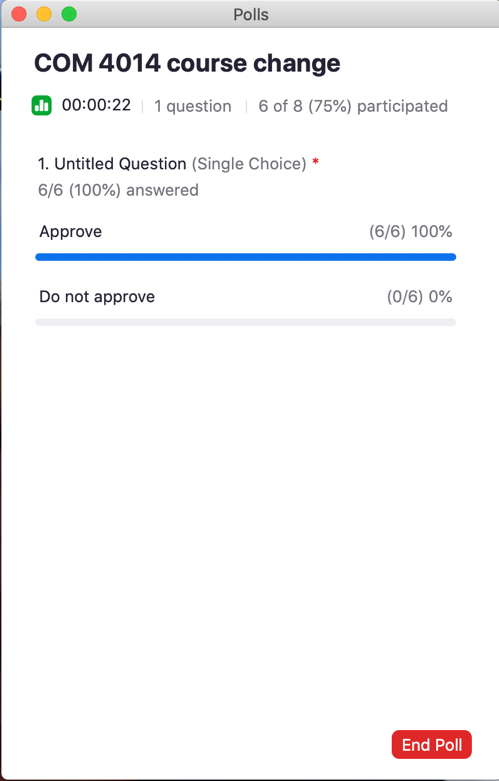 Polls
COM 4014 course change
00:00:22 | 1 question | 6 of 8 (75%) participated
1. Untitled Question (Single Choice) *
6/6 (100%) answered
Approve (6/6) 100%
Do not approve (0/6) 0%
End Poll